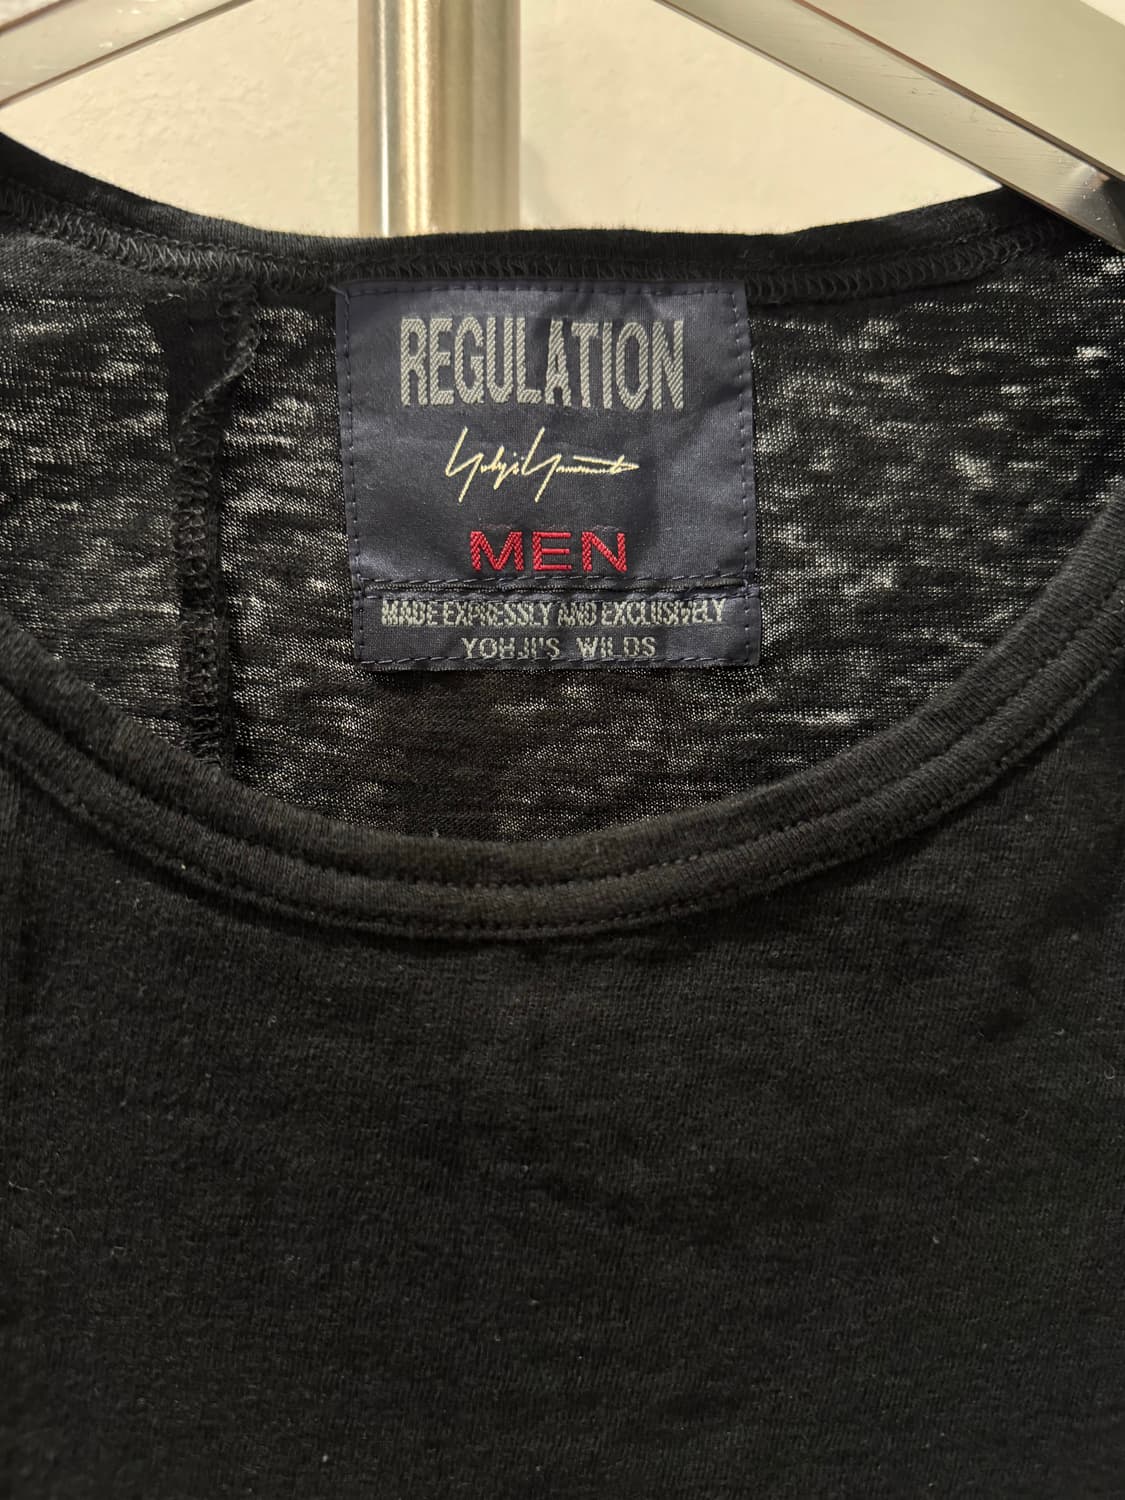 REGULATION
Yohji Yamamoto
MEN
MADE EXPRESSLY AND EXCLUSIVELY
YOHJI'S WILDS